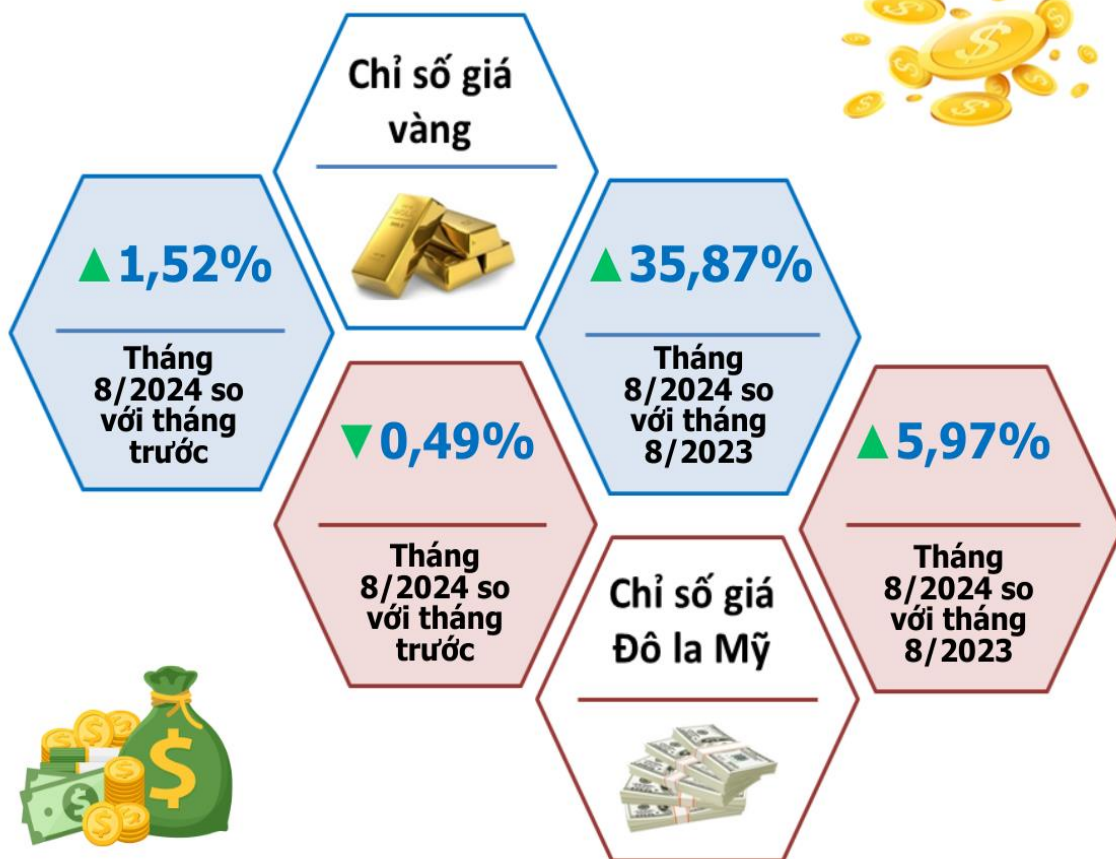 Chỉ số giá
vàng
▲1,52%
Tháng
8/2024 so
với tháng
trước
▲35,87%
Tháng
8/2024 so
với tháng
8/2023
▼0,49%
Tháng
8/2024 so
với tháng
trước
▲5,97%
Tháng
8/2024 so
với tháng
8/2023
Chỉ số giá
Đô la Mỹ